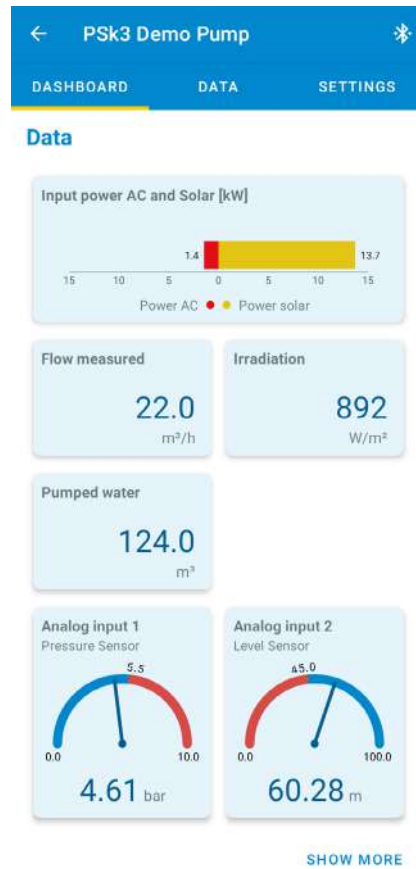 PSk3 Demo Pump
DASHBOARD DATA SETTINGS
Data
Input power AC and Solar [kW]
1.4 13.7
15 10 5 0 5 10 15
Power AC Power solar
Flow measured
22.0
m³/h
Irradiation
892
W/m²
Pumped water
124.0
m³
Analog input 1
Pressure Sensor
5.5
0.0 10.0
4.61 bar
Analog input 2
Level Sensor
45.0
0.0 100.0
60.28 m
SHOW MORE